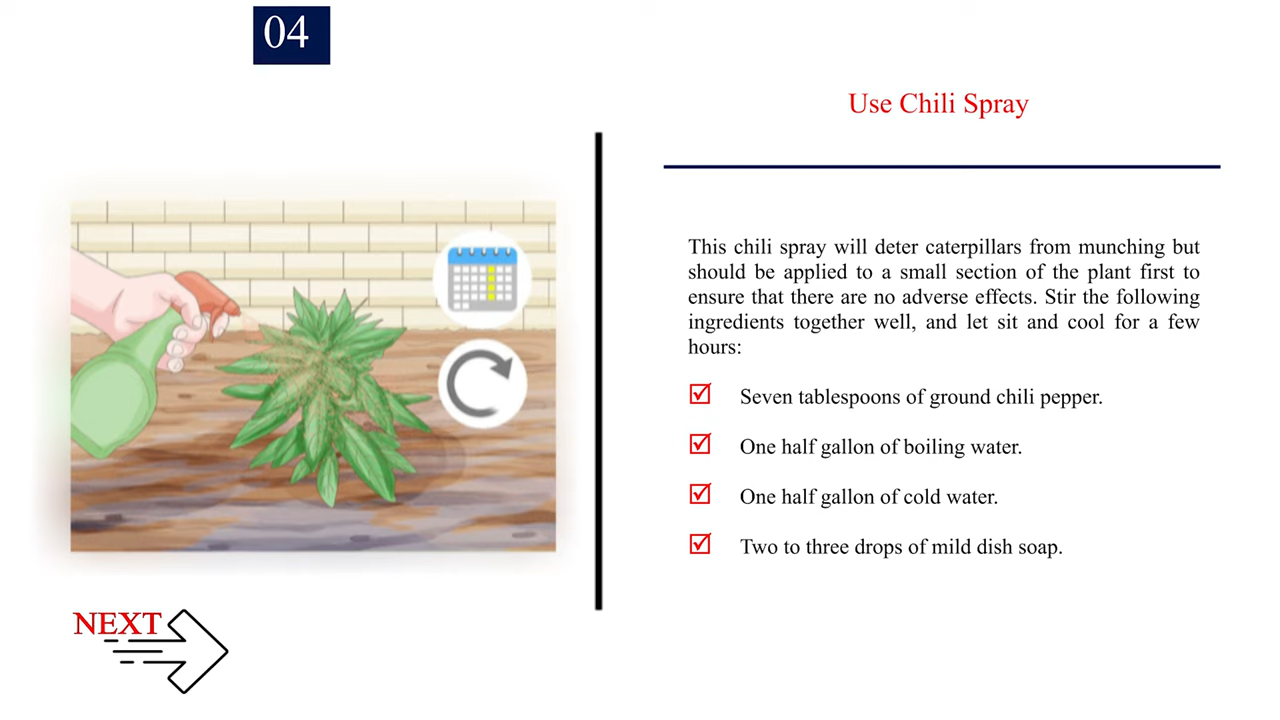 04
Use Chili Spray
This chili spray will deter caterpillars from munching but
should be applied to a small section of the plant first to
ensure that there are no adverse effects. Stir the following
ingredients together well, and let sit and cool for a few
hours:
Seven tablespoons of ground chili pepper.
One half gallon of boiling water.
One half gallon of cold water.
Two to three drops of mild dish soap.
NEXT